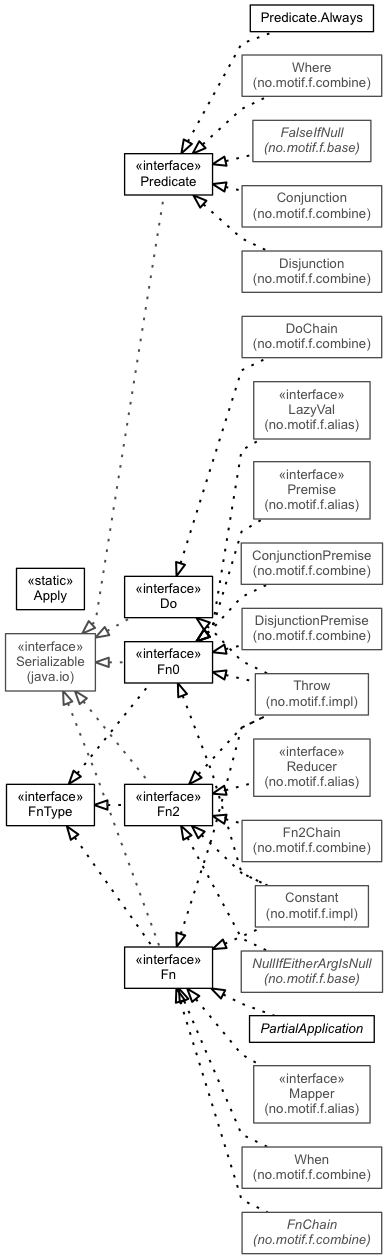 Predicate.Always
Where
(no.motif.f.combine)
FalseIfNull
(no.motif.f.base)
«interface»
Predicate
Conjunction
(no.motif.f.combine)
Disjunction
(no.motif.f.combine)
DoChain
(no.motif.f.combine)
«interface»
LazyVal
(no.motif.f.alias)
«interface»
Premise
(no.motif.f.alias)
ConjunctionPremise
(no.motif.f.combine)
«static»
Apply
«interface»
Do
DisjunctionPremise
(no.motif.f.combine)
«interface»
Serializable
(java.io)
«interface»
Fn0
Throw
(no.motif.f.impl)
«interface»
Reducer
(no.motif.f.alias)
«interface»
FnType
«interface»
Fn2
Fn2Chain
(no.motif.f.combine)
Constant
(no.motif.f.impl)
«interface»
Fn
NullIfEitherArgIsNull
(no.motif.f.base)
PartialApplication
«interface»
Mapper
(no.motif.f.alias)
When
(no.motif.f.combine)
FnChain
(no.motif.f.combine)